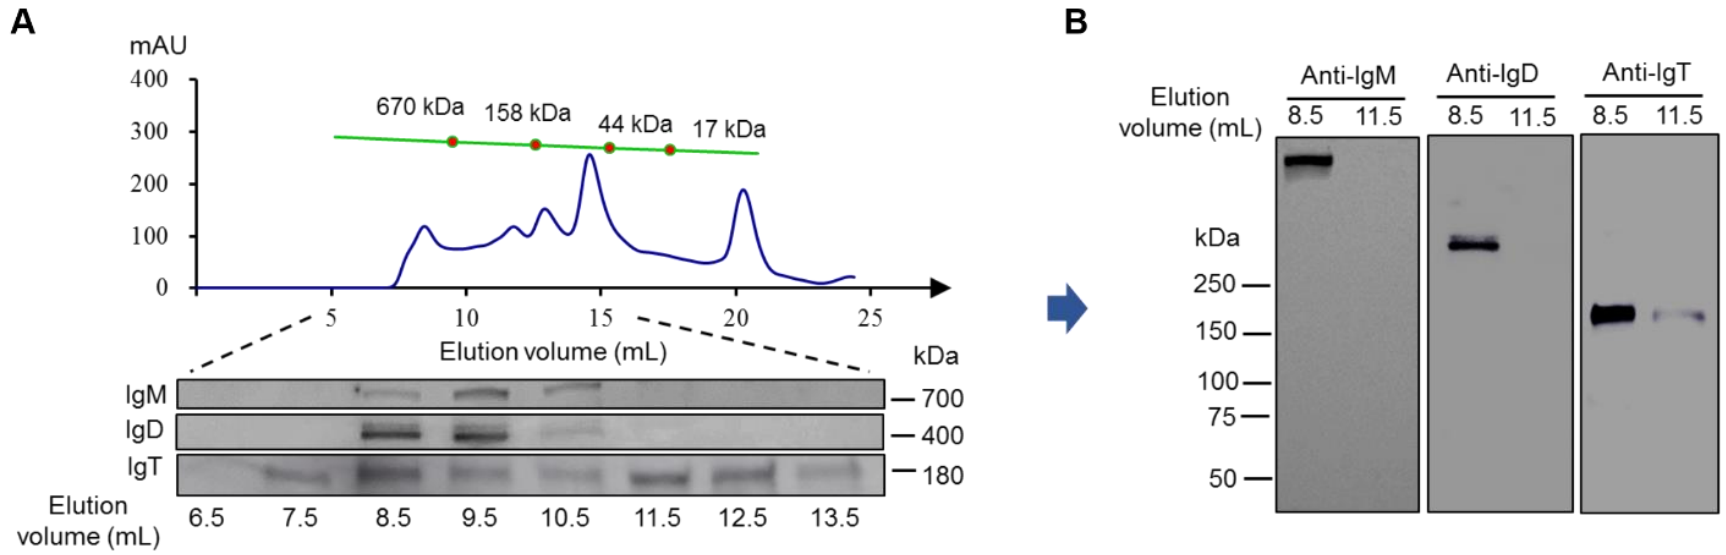 A
mAU
400
300
200
100
0
670 kDa
158 kDa
44 kDa
17 kDa
5
10
15
20
25
Elution volume (mL)
kDa
IgM
700
IgD
400
IgT
180
Elution
volume (mL)
6.5
7.5
8.5
9.5
10.5
11.5
12.5
13.5
B
Anti-IgM
Anti-IgD
Anti-IgT
Elution
volume (mL)
8.5
11.5
8.5
11.5
8.5
11.5
kDa
250
150
100
75
50